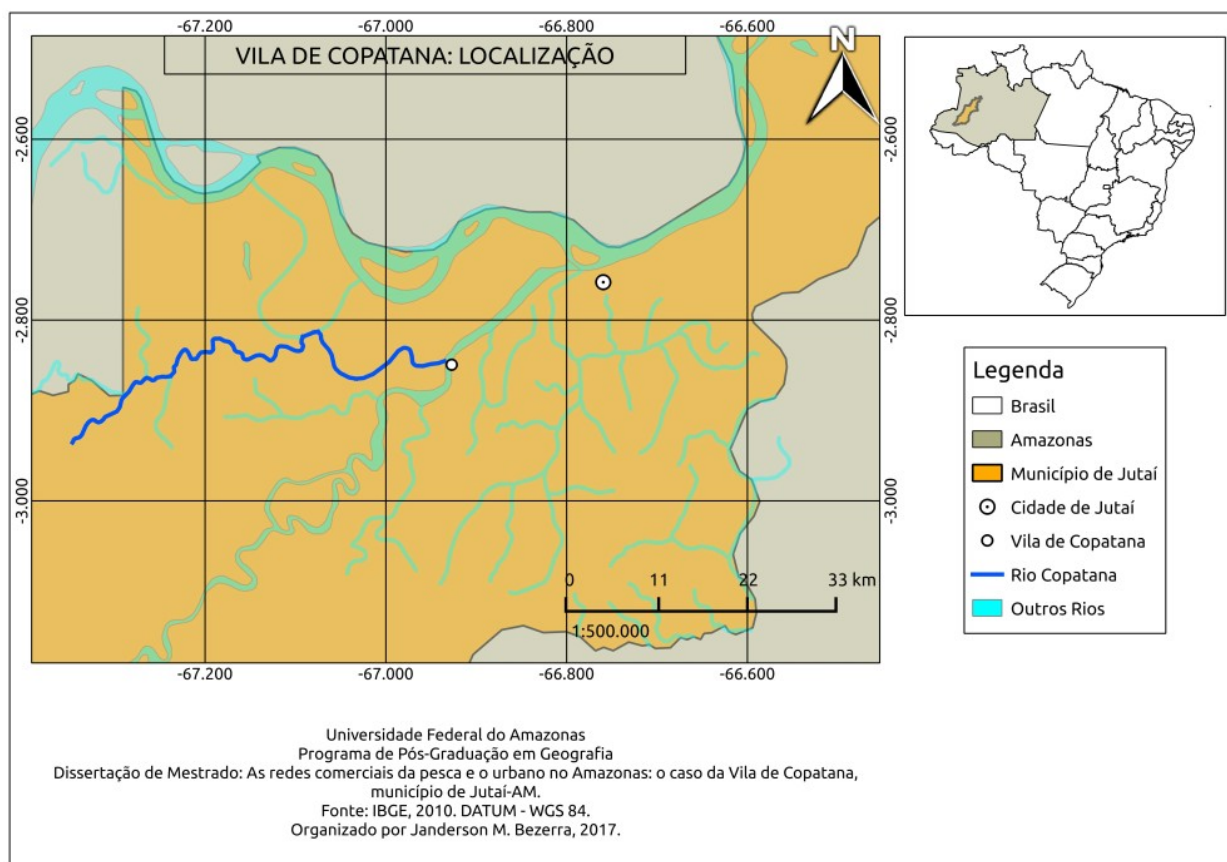 -67.200 -67.000 -66.800 -66.600
VILA DE COPATANA: LOCALIZAÇÃO
N
-2.600 -2.600
-2.800 -2.800
-3.000 -3.000
0 11 22 33 km
1:500.000
-67.200 -67.000 -66.800 -66.600
Legenda
Brasil
Amazonas
Município de Jutaí
Cidade de Jutaí
Vila de Copatana
Rio Copatana
Outros Rios
Universidade Federal do Amazonas
Programa de Pós-Graduação em Geografia
Dissertação de Mestrado: As redes comerciais da pesca e o urbano no Amazonas: o caso da Vila de Copatana,
município de Jutaí-AM.
Fonte: IBGE, 2010. DATUM - WGS 84.
Organizado por Janderson M. Bezerra, 2017.